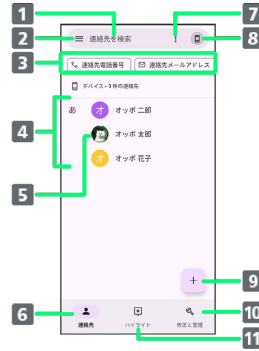 1
7
2
連絡先を検索
8
3
連絡先電話番号
連絡先メールアドレス
デバイス・3 件の連絡先
あ
オ
オッポ 二郎
4
オッポ 太郎
5
オ
オッポ 花子
+
9
6
10
連絡先
ハイライト
修正と管理
11